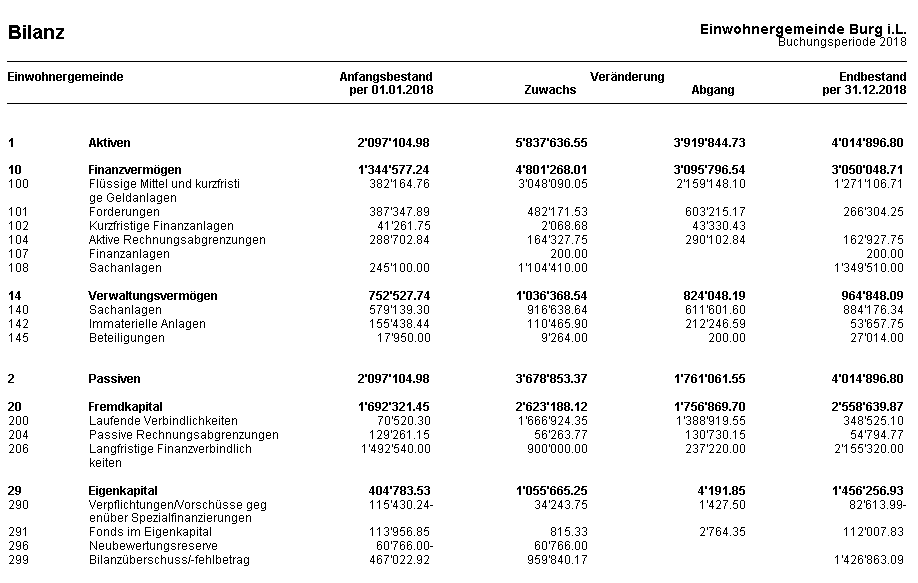 Bilanz
Einwohnergemeinde Burg i.L.
Buchungsperiode 2018
Einwohnergemeinde Anfangsbestand Veränderung Endbestand
per 01.01.2018 Zuwachs Abgang per 31.12.2018
1 Aktiven 2'097'104.98 5'837'636.55 3'919'844.73 4'014'896.80
10 Finanzvermögen 1'344'577.24 4'801'268.01 3'095'796.54 3'050'048.71
100 Flüssige Mittel und kurzfristi 382'164.76 3'048'090.05 2'159'148.10 1'271'106.71
ge Geldanlagen
101 Forderungen 387'347.89 482'171.53 603'215.17 266'304.25
102 Kurzfristige Finanzanlagen 41'261.75 2'068.68 43'330.43
104 Aktive Rechnungsabgrenzungen 288'702.84 164'327.75 290'102.84 162'927.75
107 Finanzanlagen 200.00 200.00
108 Sachanlagen 245'100.00 1'104'410.00 1'349'510.00
14 Verwaltungsvermögen 752'527.74 1'036'368.54 824'048.19 964'848.09
140 Sachanlagen 579'139.30 916'638.64 611'601.60 884'176.34
142 Immaterielle Anlagen 155'438.44 110'465.90 212'246.59 53'657.75
145 Beteiligungen 17'950.00 9'264.00 200.00 27'014.00
2 Passiven 2'097'104.98 3'678'853.37 1'761'061.55 4'014'896.80
20 Fremdkapital 1'692'321.45 2'623'188.12 1'756'869.70 2'558'639.87
200 Laufende Verbindlichkeiten 70'520.30 1'666'924.35 1'388'919.55 348'525.10
204 Passive Rechnungsabgrenzungen 129'261.15 56'263.77 130'730.15 54'794.77
206 Langfristige Finanzverbindlich 1'492'540.00 900'000.00 237'220.00 2'155'320.00
keiten
29 Eigenkapital 404'783.53 1'055'665.25 4'191.85 1'456'256.93
290 Verpflichtungen/Vorschüsse geg 115'430.24- 34'243.75 1'427.50 82'613.99-
enüber Spezialfinanzierungen
291 Fonds im Eigenkapital 113'956.85 815.33 2'764.35 112'007.83
296 Neubewertungsreserve 60'766.00- 60'766.00
299 Bilanzüberschuss/-fehlbetrag 467'022.92 959'840.17 1'426'863.09